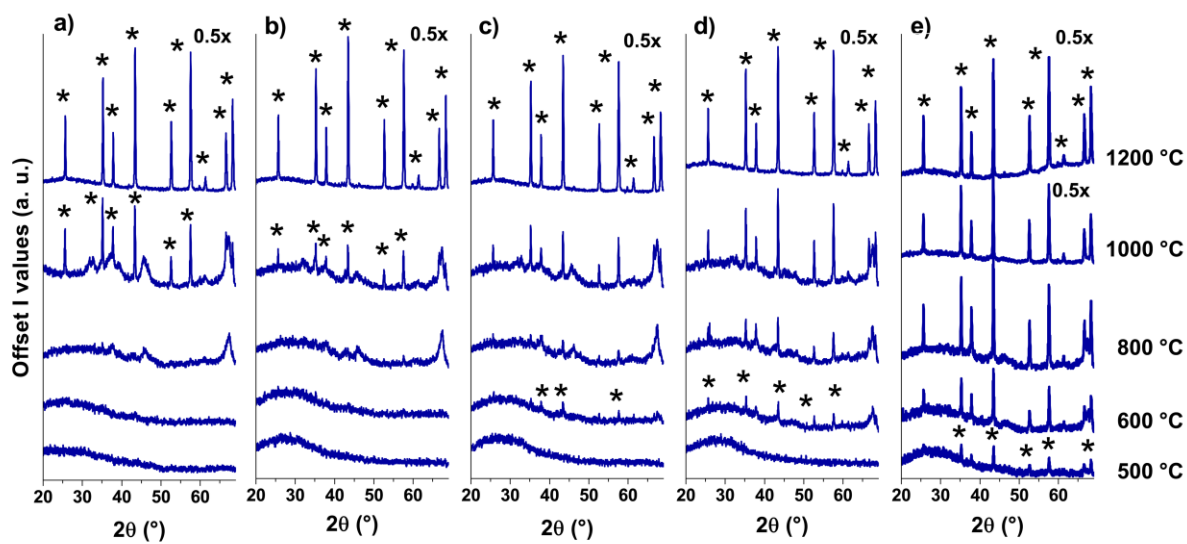 a) b) c) d) e)
0.5x 0.5x 0.5x 0.5x 0.5x
* * * * * * * * *
* * * * * * * * *
* * * * * * * * *
* * * * * * * * *
* * * * * * * * *
1200 °C
0.5x
* * * * * * *
* * * * * *
1000 °C
800 °C
* * *
* * * * *
600 °C
* * * * *
500 °C
Offset I values (a. u.)
20 30 40 50 60
20 30 40 50 60
20 30 40 50 60
20 30 40 50 60
20 30 40 50 60
2θ (°) 2θ (°) 2θ (°) 2θ (°) 2θ (°)